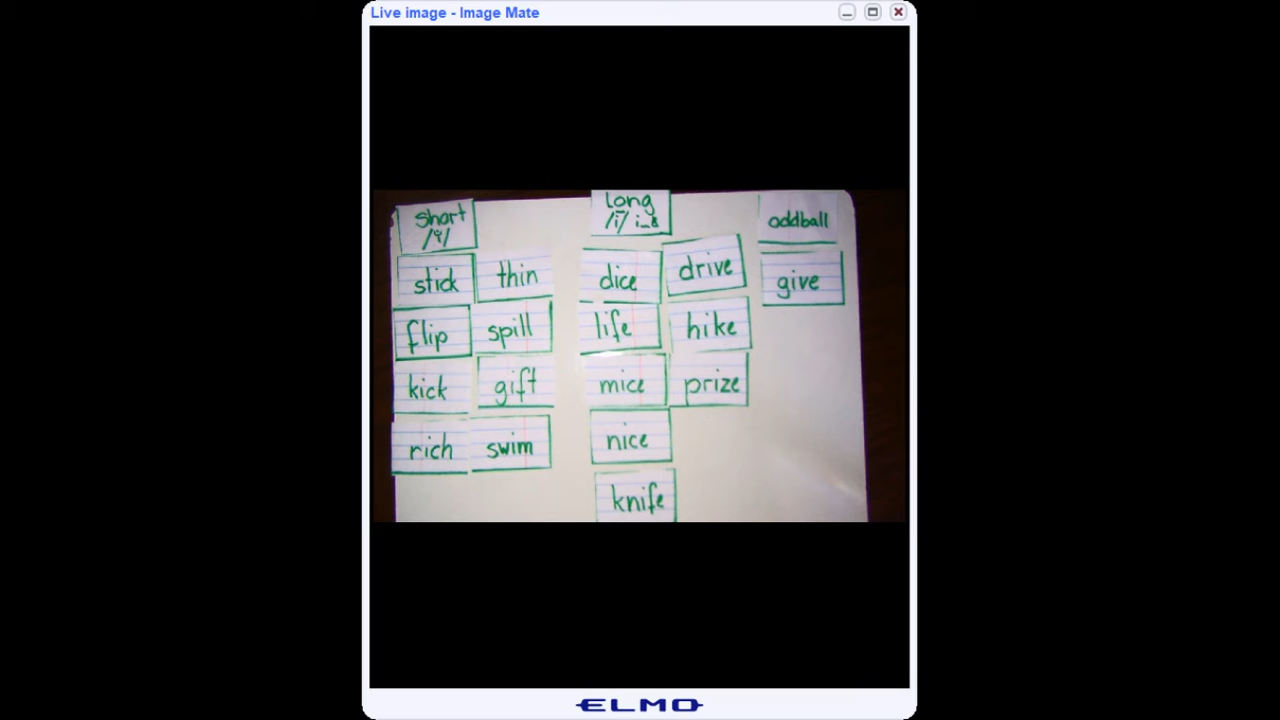 Live image - Image Mate
short
/ĭ/
long
/ī/ i_e
oddball
stick thin
flip spill
kick gift
rich swim
dice drive
life hike
mice prize
nice
knife
give
ELMO